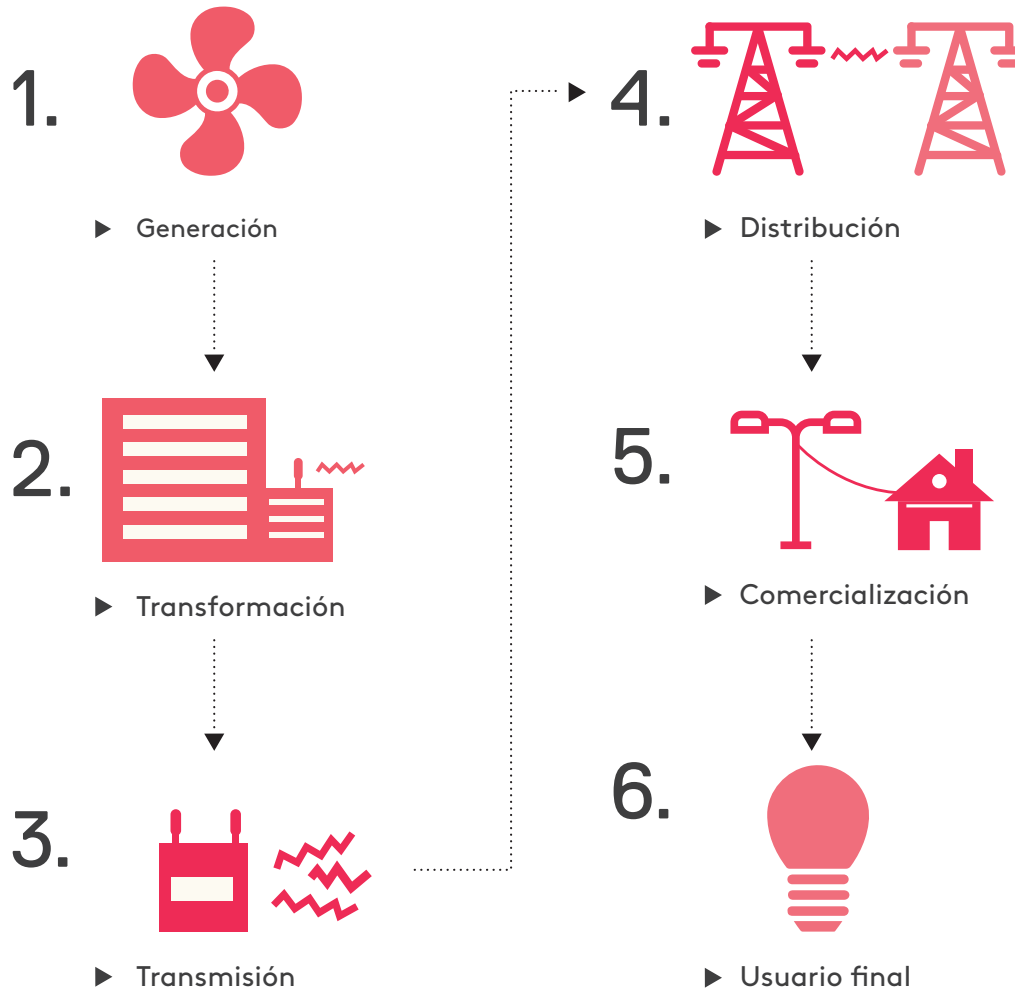 1.
Generación
2.
Transformación
3.
Transmisión
4.
Distribución
5.
Comercialización
6.
Usuario final